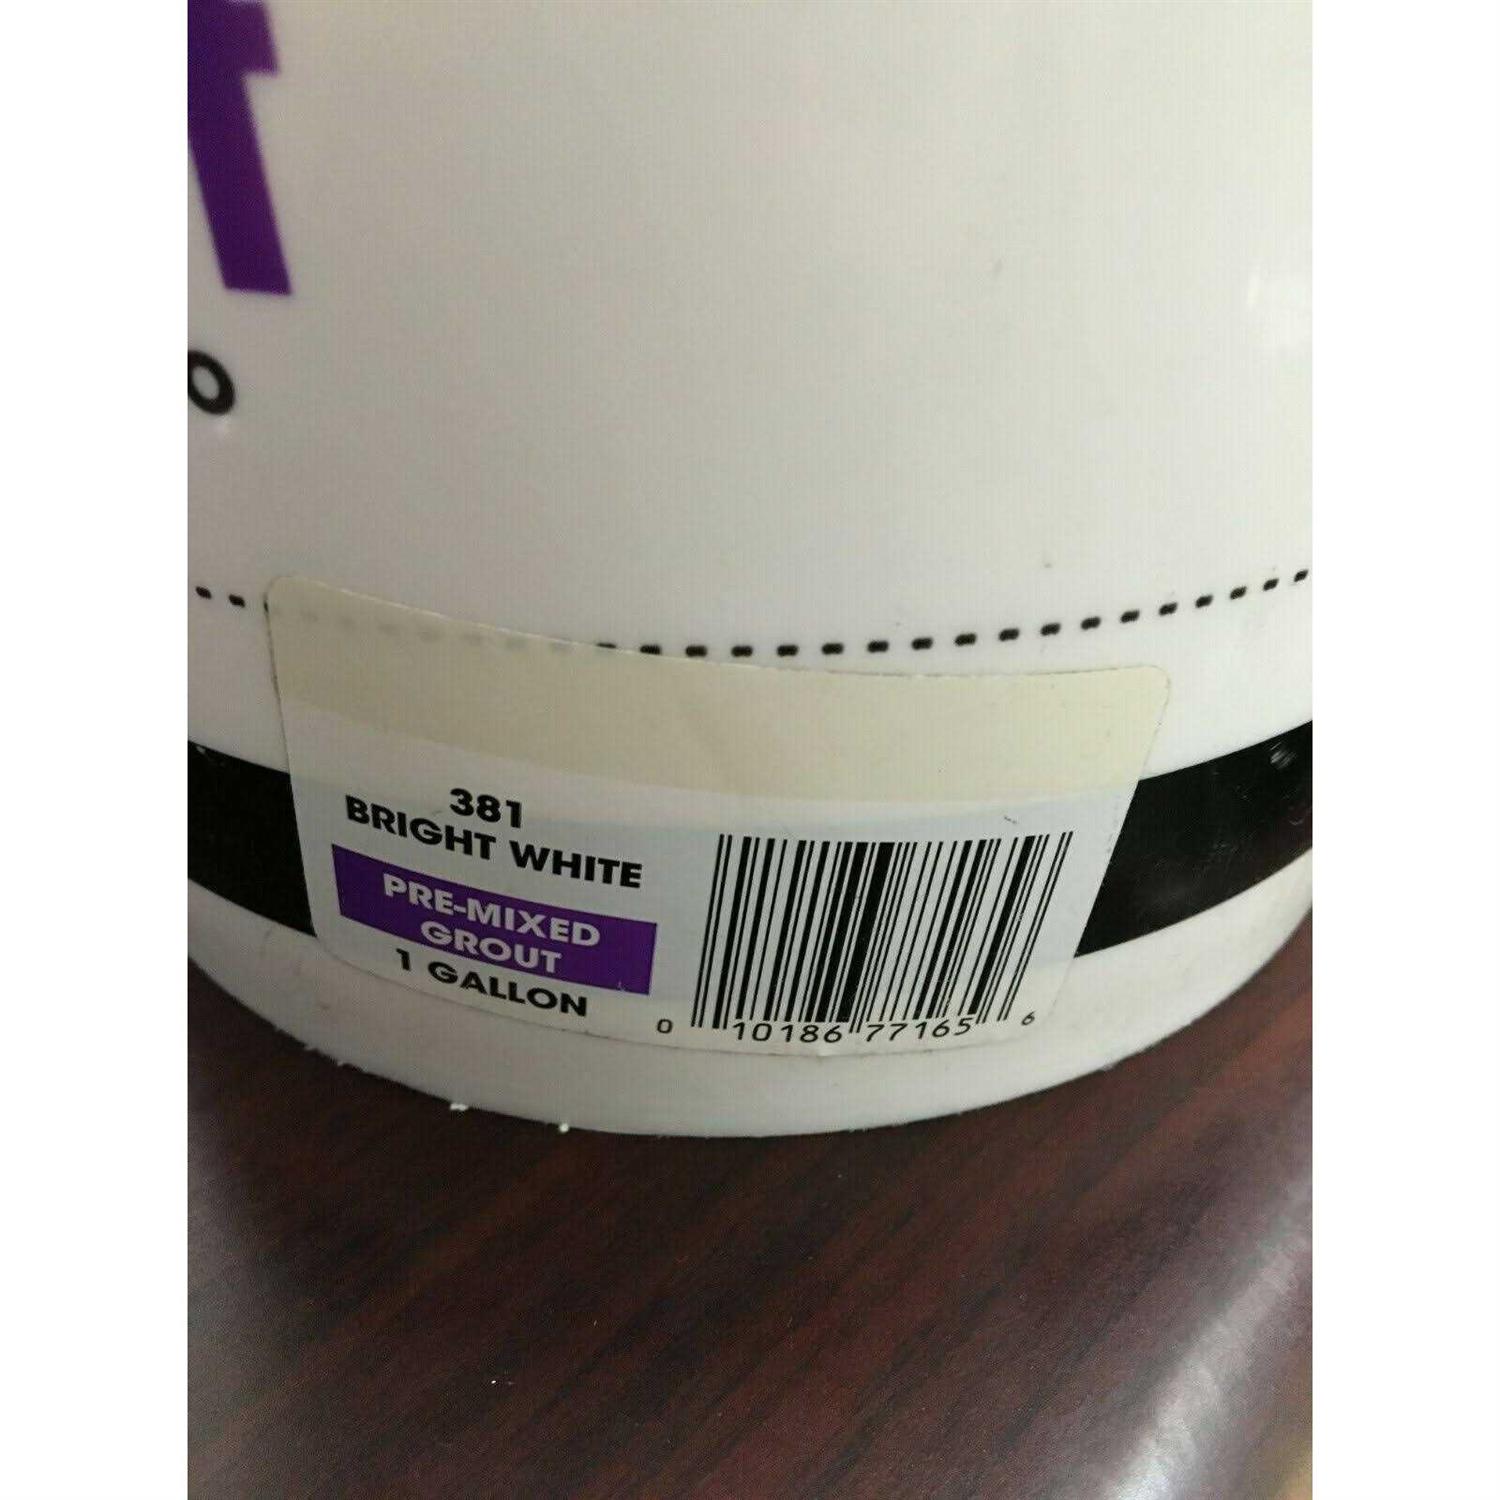 t
o
381
BRIGHT WHITE
PRE-MIXED
GROUT
1 GALLON
0 10186 77165 6